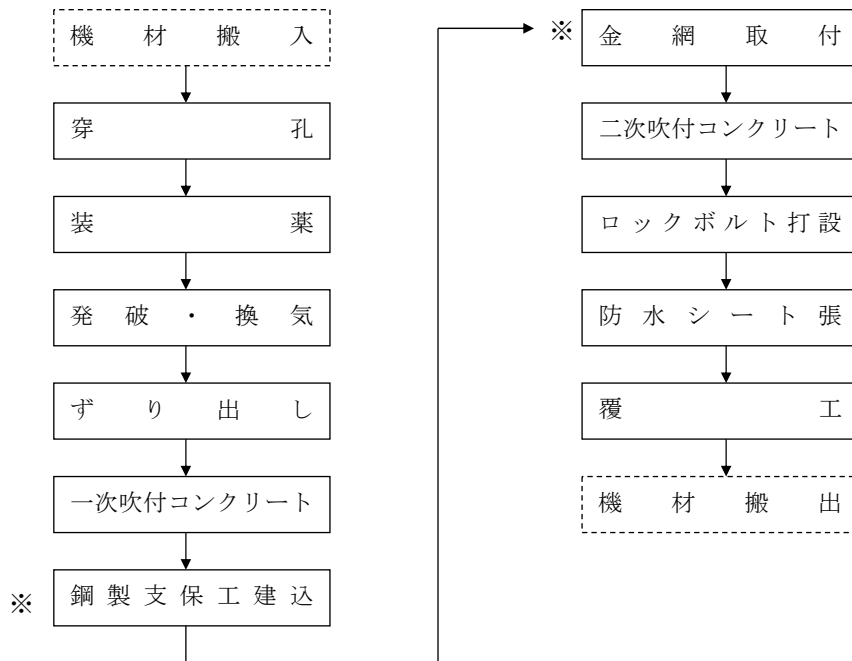 機材搬入
穿孔
装薬
発破・換気
ずり出し
一次吹付コンクリート
※ 鋼製支保工建込
※ 金網取付
二次吹付コンクリート
ロックボルト打設
防水シート張
覆工
機材搬出